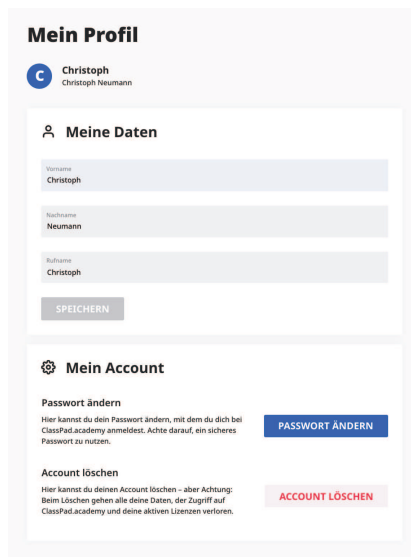 Mein Profil
C
Christoph
Christoph Neumann
Meine Daten
Vorname
Christoph
Nachname
Neumann
Rufname
Christoph
SPEICHERN
Mein Account
Passwort ändern
Hier kannst du dein Passwort ändern, mit dem du dich bei
ClassPad.academy anmeldest. Achte darauf, ein sicheres
Passwort zu nutzen.
PASSWORT ÄNDERN
Account löschen
Hier kannst du deinen Account löschen – aber Achtung:
Beim Löschen gehen alle deine Daten, der Zugriff auf
ClassPad.academy und deine aktiven Lizenzen verloren.
ACCOUNT LÖSCHEN